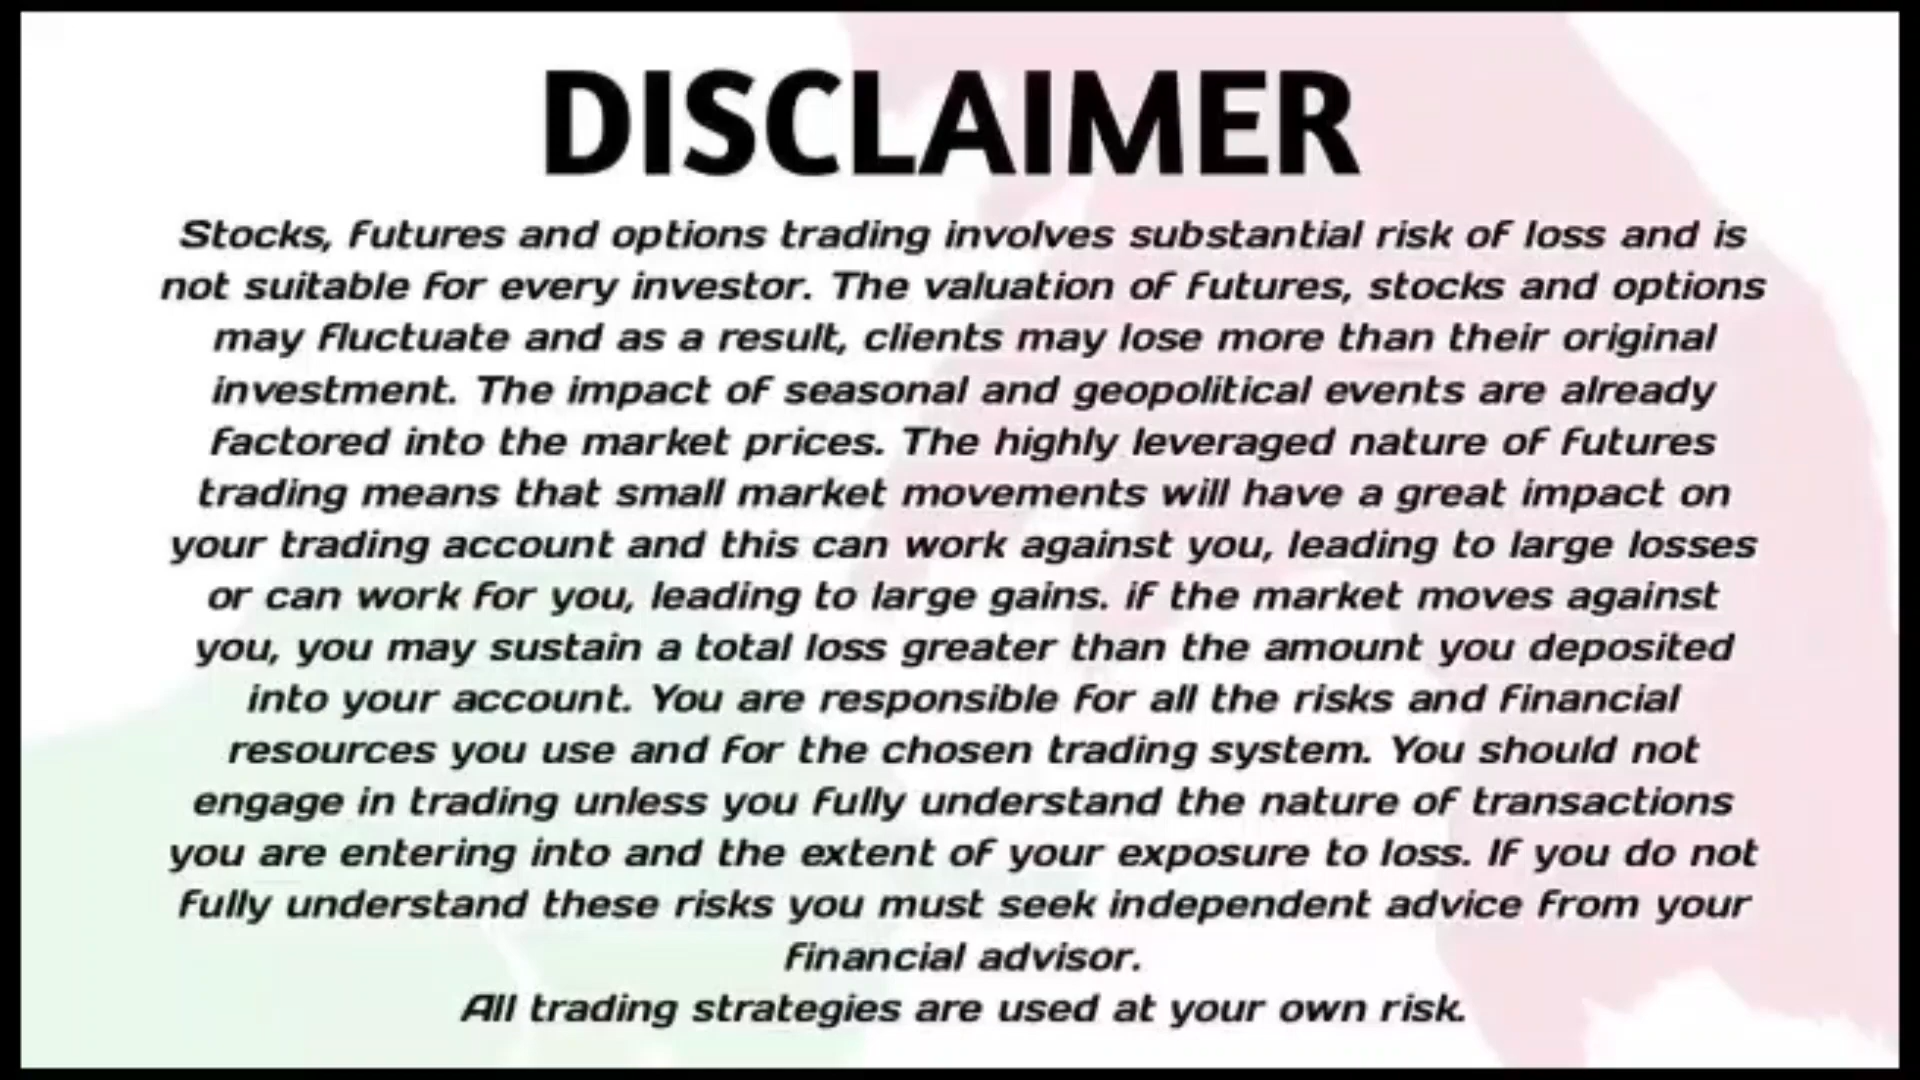 DISCLAIMER
Stocks, futures and options trading involves substantial risk of loss and is
not suitable for every investor. The valuation of futures, stocks and options
may fluctuate and as a result, clients may lose more than their original
investment. The impact of seasonal and geopolitical events are already
factored into the market prices. The highly leveraged nature of futures
trading means that small market movements will have a great impact on
your trading account and this can work against you, leading to large losses
or can work for you, leading to large gains. if the market moves against
you, you may sustain a total loss greater than the amount you deposited
into your account. You are responsible for all the risks and financial
resources you use and for the chosen trading system. You should not
engage in trading unless you fully understand the nature of transactions
you are entering into and the extent of your exposure to loss. If you do not
fully understand these risks you must seek independent advice from your
financial advisor.
All trading strategies are used at your own risk.